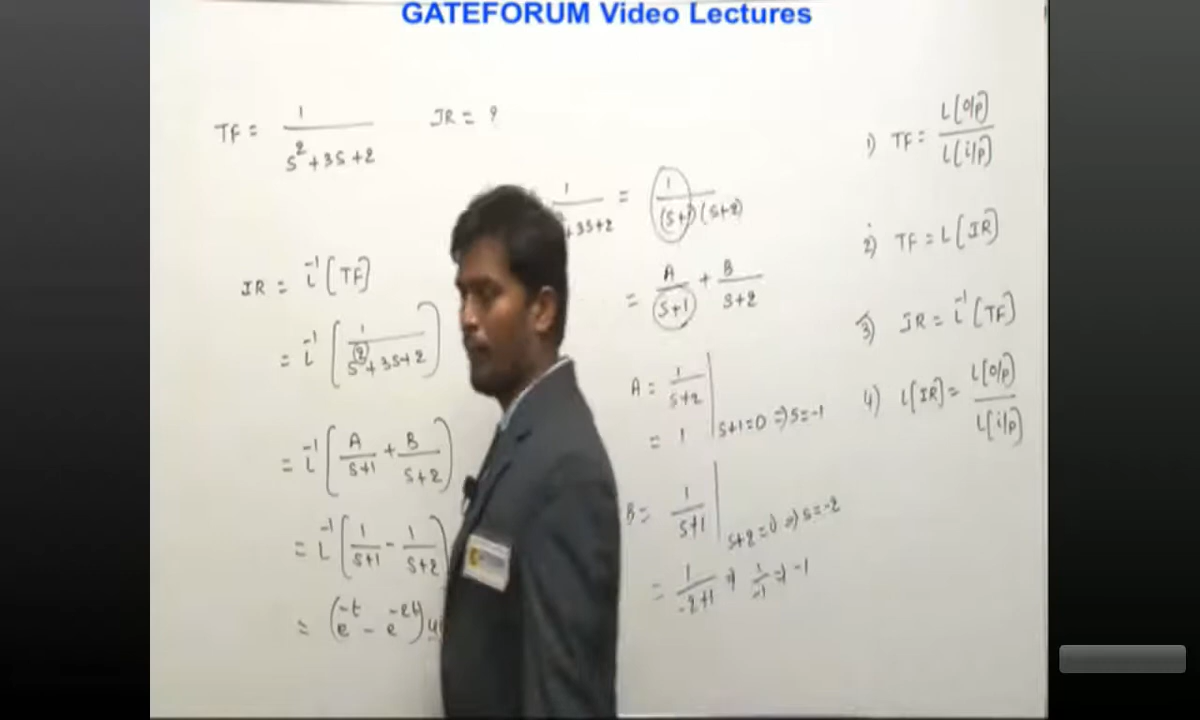 GATEFORUM Video Lectures
TF = 1 / (s² + 3s + 2)    IR = ?
1 / + 3s+2 = 1 / (s+1)(s+2)
= A / s+1 + B / s+2
A = 1 / s+2 | s+1=0 ⇒ s=-1
= 1
B = 1 / s+1 | s+2=0 ⇒ s=-2
= 1 / -2+1 ⇒ 1 / -1 ⇒ -1
IR = L⁻¹[TF]
= L⁻¹[1 / s² + 3s+2]
= L⁻¹[A / s+1 + B / s+2]
= L⁻¹[1 / s+1 - 1 / s+2]
= (e^-t - e^-2t) u
1) TF = L[o/p] / L[i/p]
2) TF = L[IR]
3) IR = L⁻¹[TF]
4) L[IR] = L[o/p] / L[i/p]